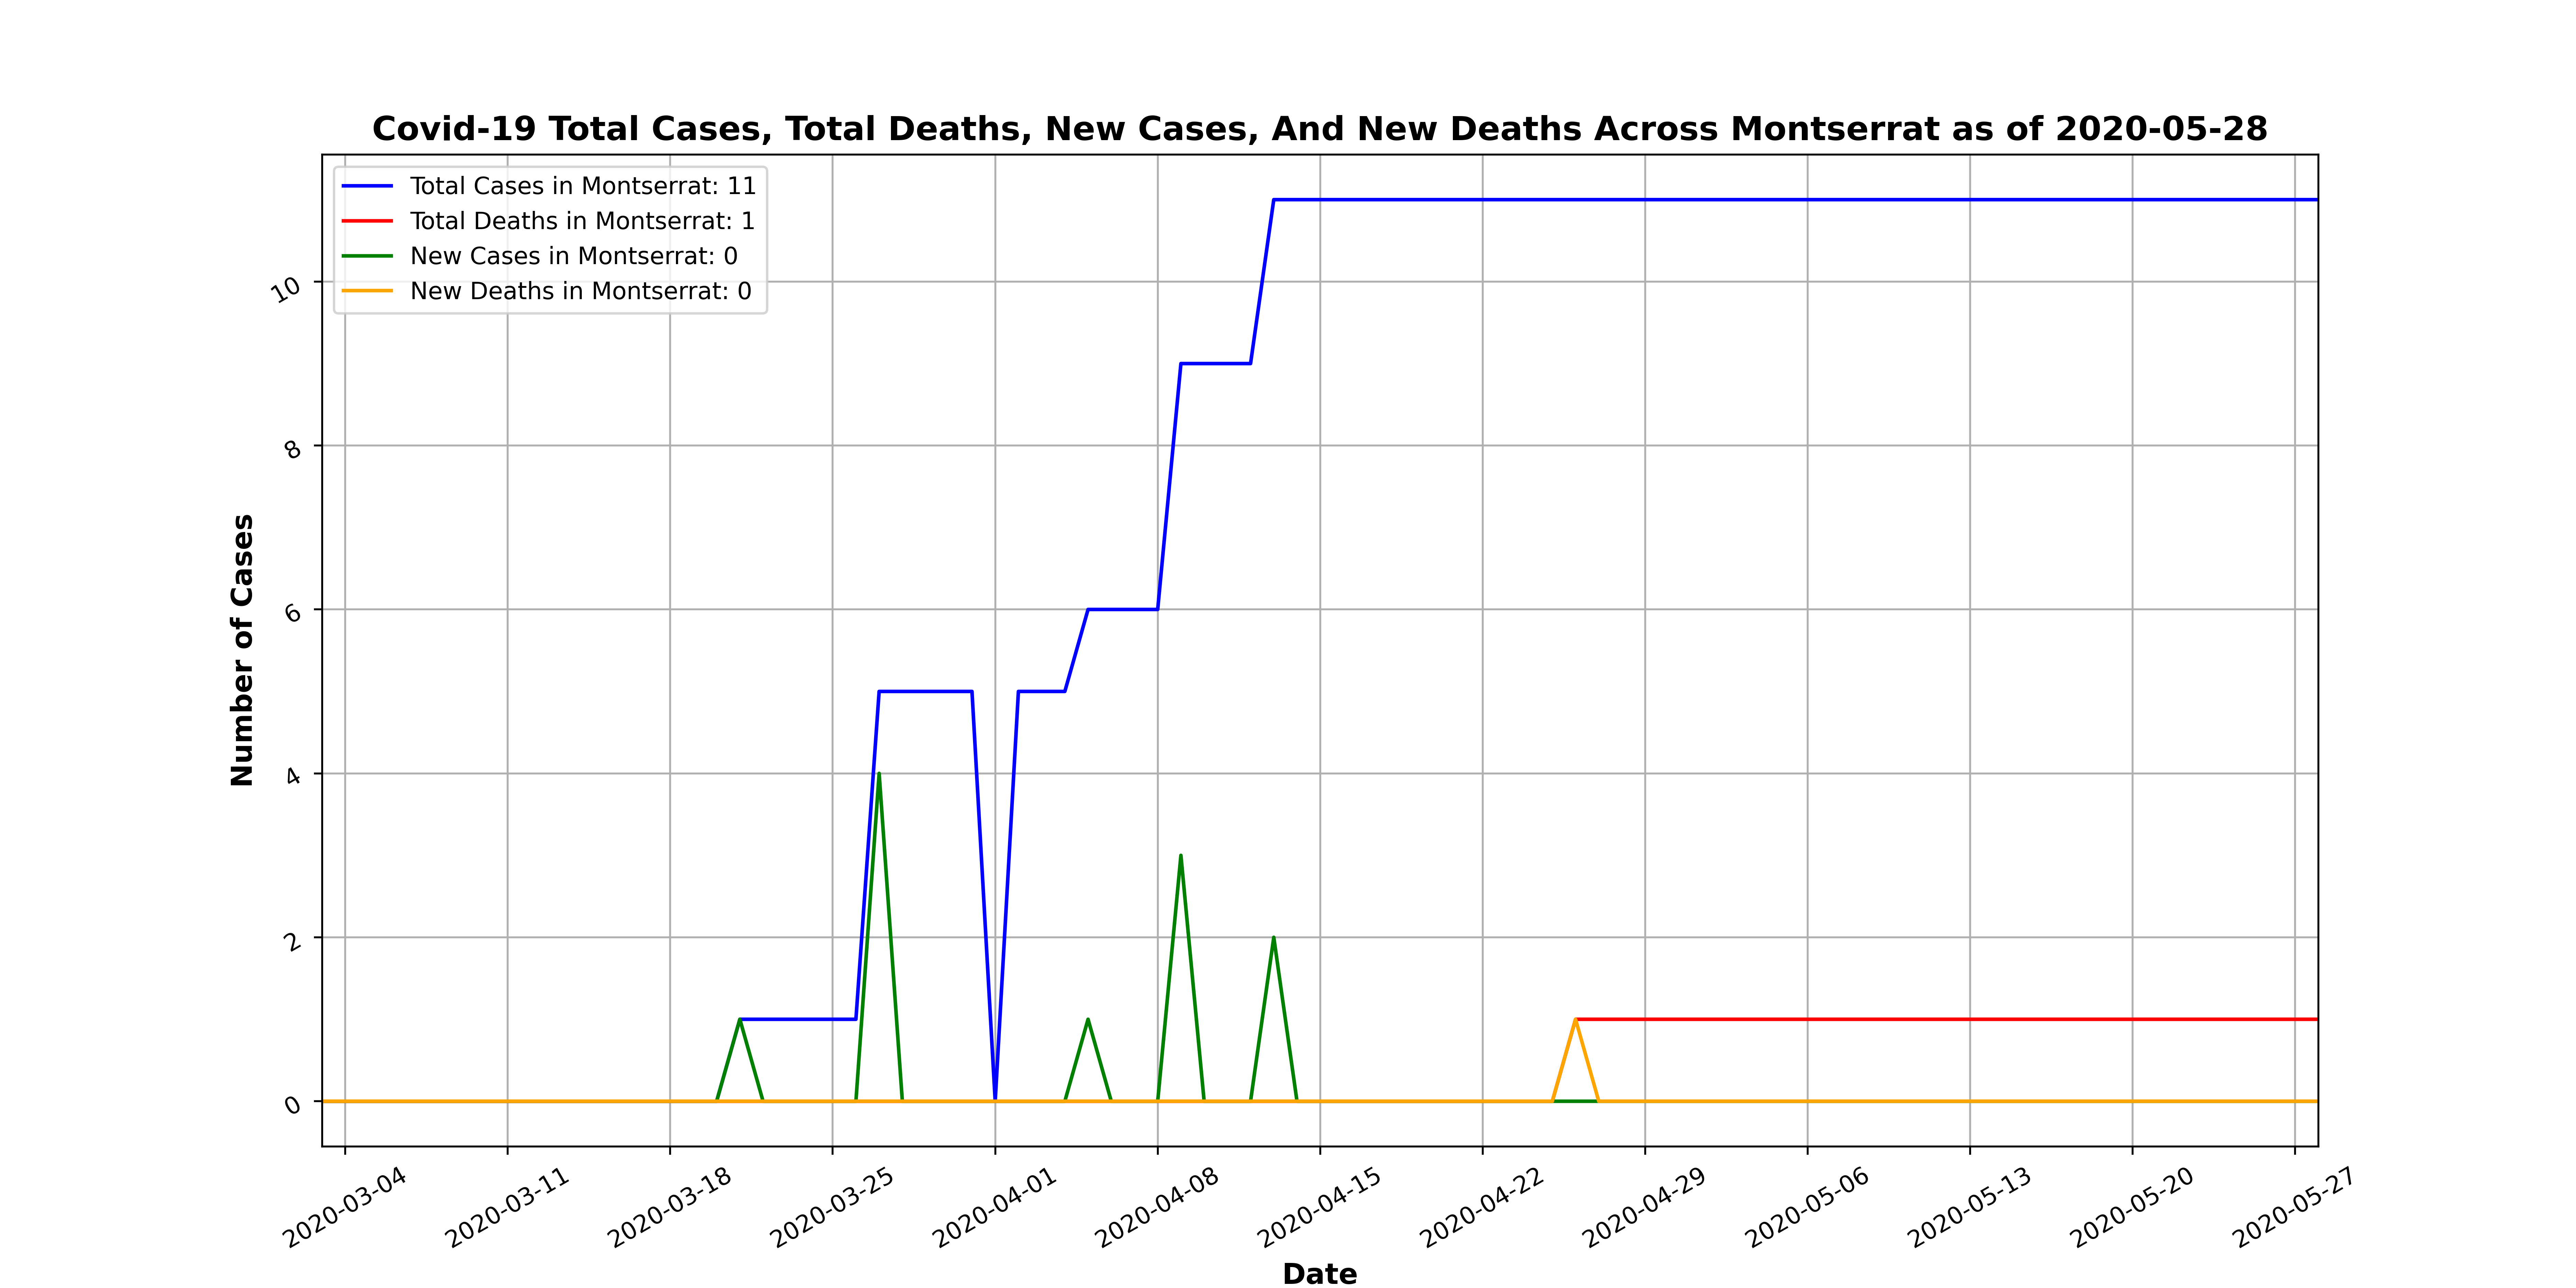 Covid-19 Total Cases, Total Deaths, New Cases, And New Deaths Across Montserrat as of 2020-05-28
Total Cases in Montserrat: 11
Total Deaths in Montserrat: 1
New Cases in Montserrat: 0
New Deaths in Montserrat: 0
Number of Cases
10
8
6
4
2
0
2020-03-04
2020-03-11
2020-03-18
2020-03-25
2020-04-01
2020-04-08
2020-04-15
2020-04-22
2020-04-29
2020-05-06
2020-05-13
2020-05-20
2020-05-27
Date